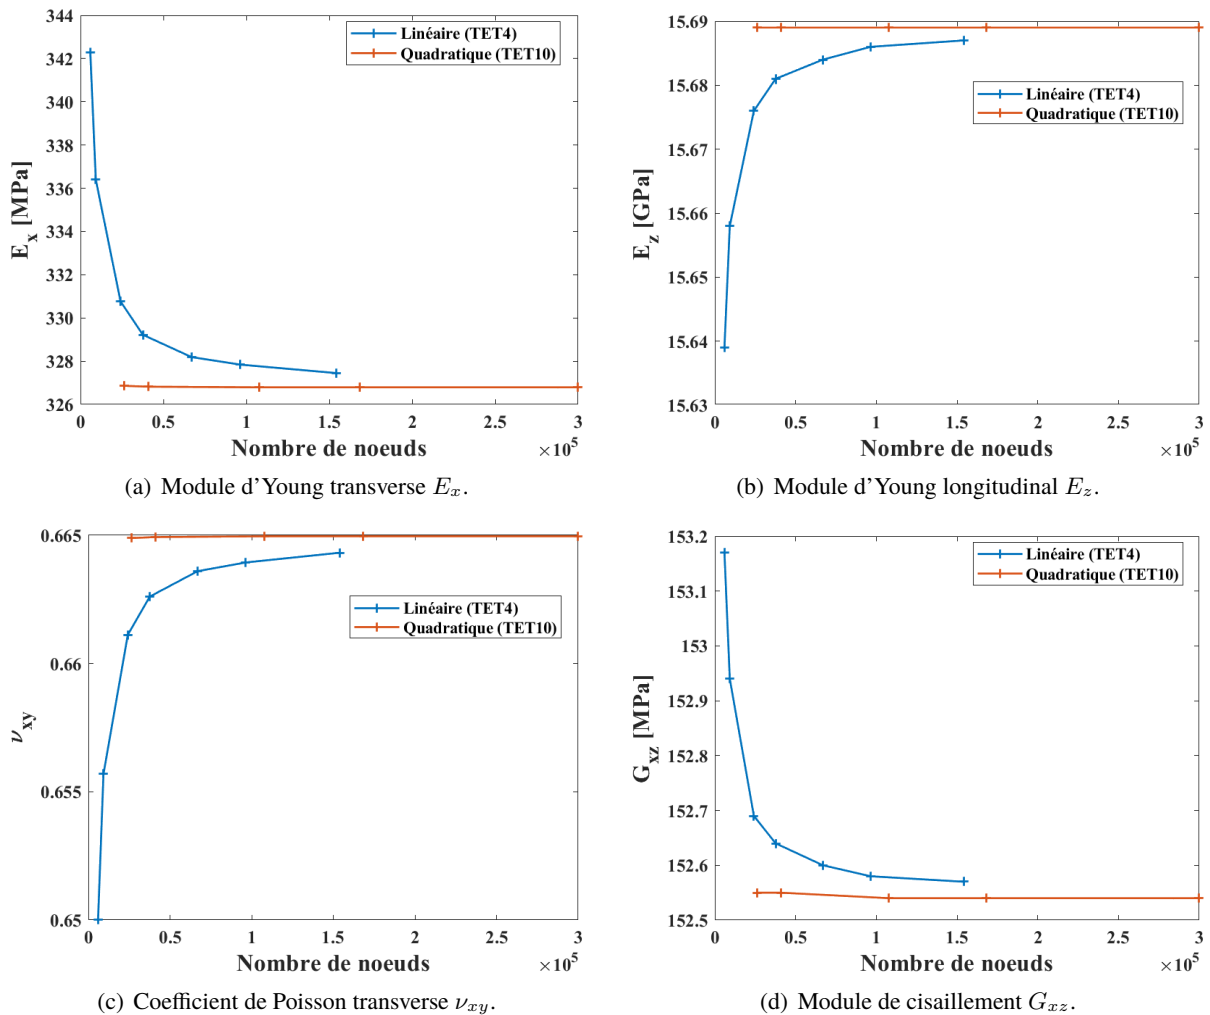 344
342
340
338
336
334
332
330
328
326
E_x [MPa]
Linéaire (TET4)
Quadratique (TET10)
0 0.5 1 1.5 2 2.5 3
Nombre de noeuds ×10^5
(a) Module d'Young transverse E_x.
15.69
15.68
15.67
15.66
15.65
15.64
15.63
E_z [GPa]
Linéaire (TET4)
Quadratique (TET10)
0 0.5 1 1.5 2 2.5 3
Nombre de noeuds ×10^5
(b) Module d'Young longitudinal E_z.
0.665
0.66
0.655
0.65
ν_xy
Linéaire (TET4)
Quadratique (TET10)
0 0.5 1 1.5 2 2.5 3
Nombre de noeuds ×10^5
(c) Coefficient de Poisson transverse ν_xy.
153.2
153.1
153
152.9
152.8
152.7
152.6
152.5
G_xz [MPa]
Linéaire (TET4)
Quadratique (TET10)
0 0.5 1 1.5 2 2.5 3
Nombre de noeuds ×10^5
(d) Module de cisaillement G_xz.